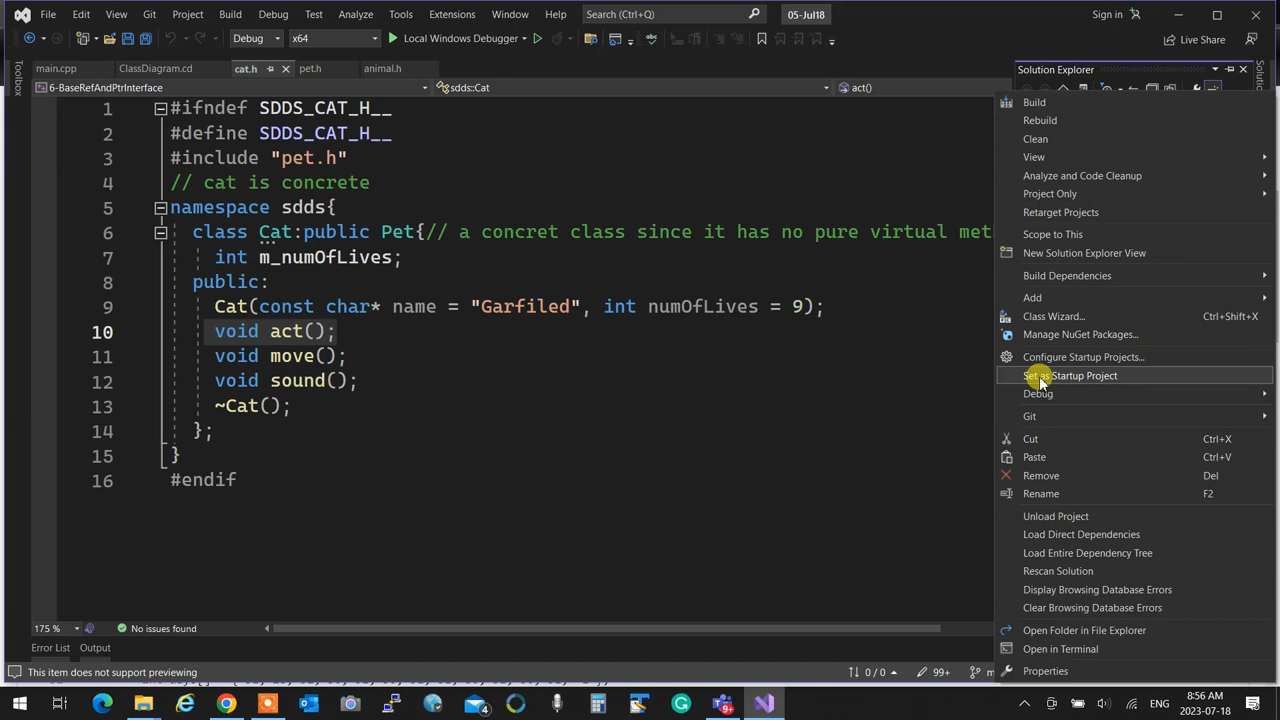 File Edit View Git Project Build Debug Test Analyze Tools Extensions Window Help Search (Ctrl+Q) 05-Jul18 Sign in
Debug x64 Local Windows Debugger Live Share
main.cpp ClassDiagram.cd cat.h pet.h animal.h Solution Explorer
6-BaseRefAndPtrInterface sdds::Cat act()
Toolbox
1 #ifndef SDDS_CAT_H__
2 #define SDDS_CAT_H__
3 #include "pet.h"
4 // cat is concrete
5 namespace sdds{
6 class Cat:public Pet{// a concret class since it has no pure virtual met
7 int m_numOfLives;
8 public:
9 Cat(const char* name = "Garfiled", int numOfLives = 9);
10 void act();
11 void move();
12 void sound();
13 ~Cat();
14 };
15 }
16 #endif
Build
Rebuild
Clean
View
Analyze and Code Cleanup
Project Only
Retarget Projects
Scope to This
New Solution Explorer View
Build Dependencies
Add
Class Wizard... Ctrl+Shift+X
Manage NuGet Packages...
Configure Startup Projects...
Set as Startup Project
Debug
Git
Cut Ctrl+X
Paste Ctrl+V
Remove Del
Rename F2
Unload Project
Load Direct Dependencies
Load Entire Dependency Tree
Rescan Solution
Display Browsing Database Errors
Clear Browsing Database Errors
Open Folder in File Explorer
Open in Terminal
Properties
175 % No issues found
Error List Output
This item does not support previewing 0 / 0 99+
4 9+ ENG 8:56 AM
2023-07-18